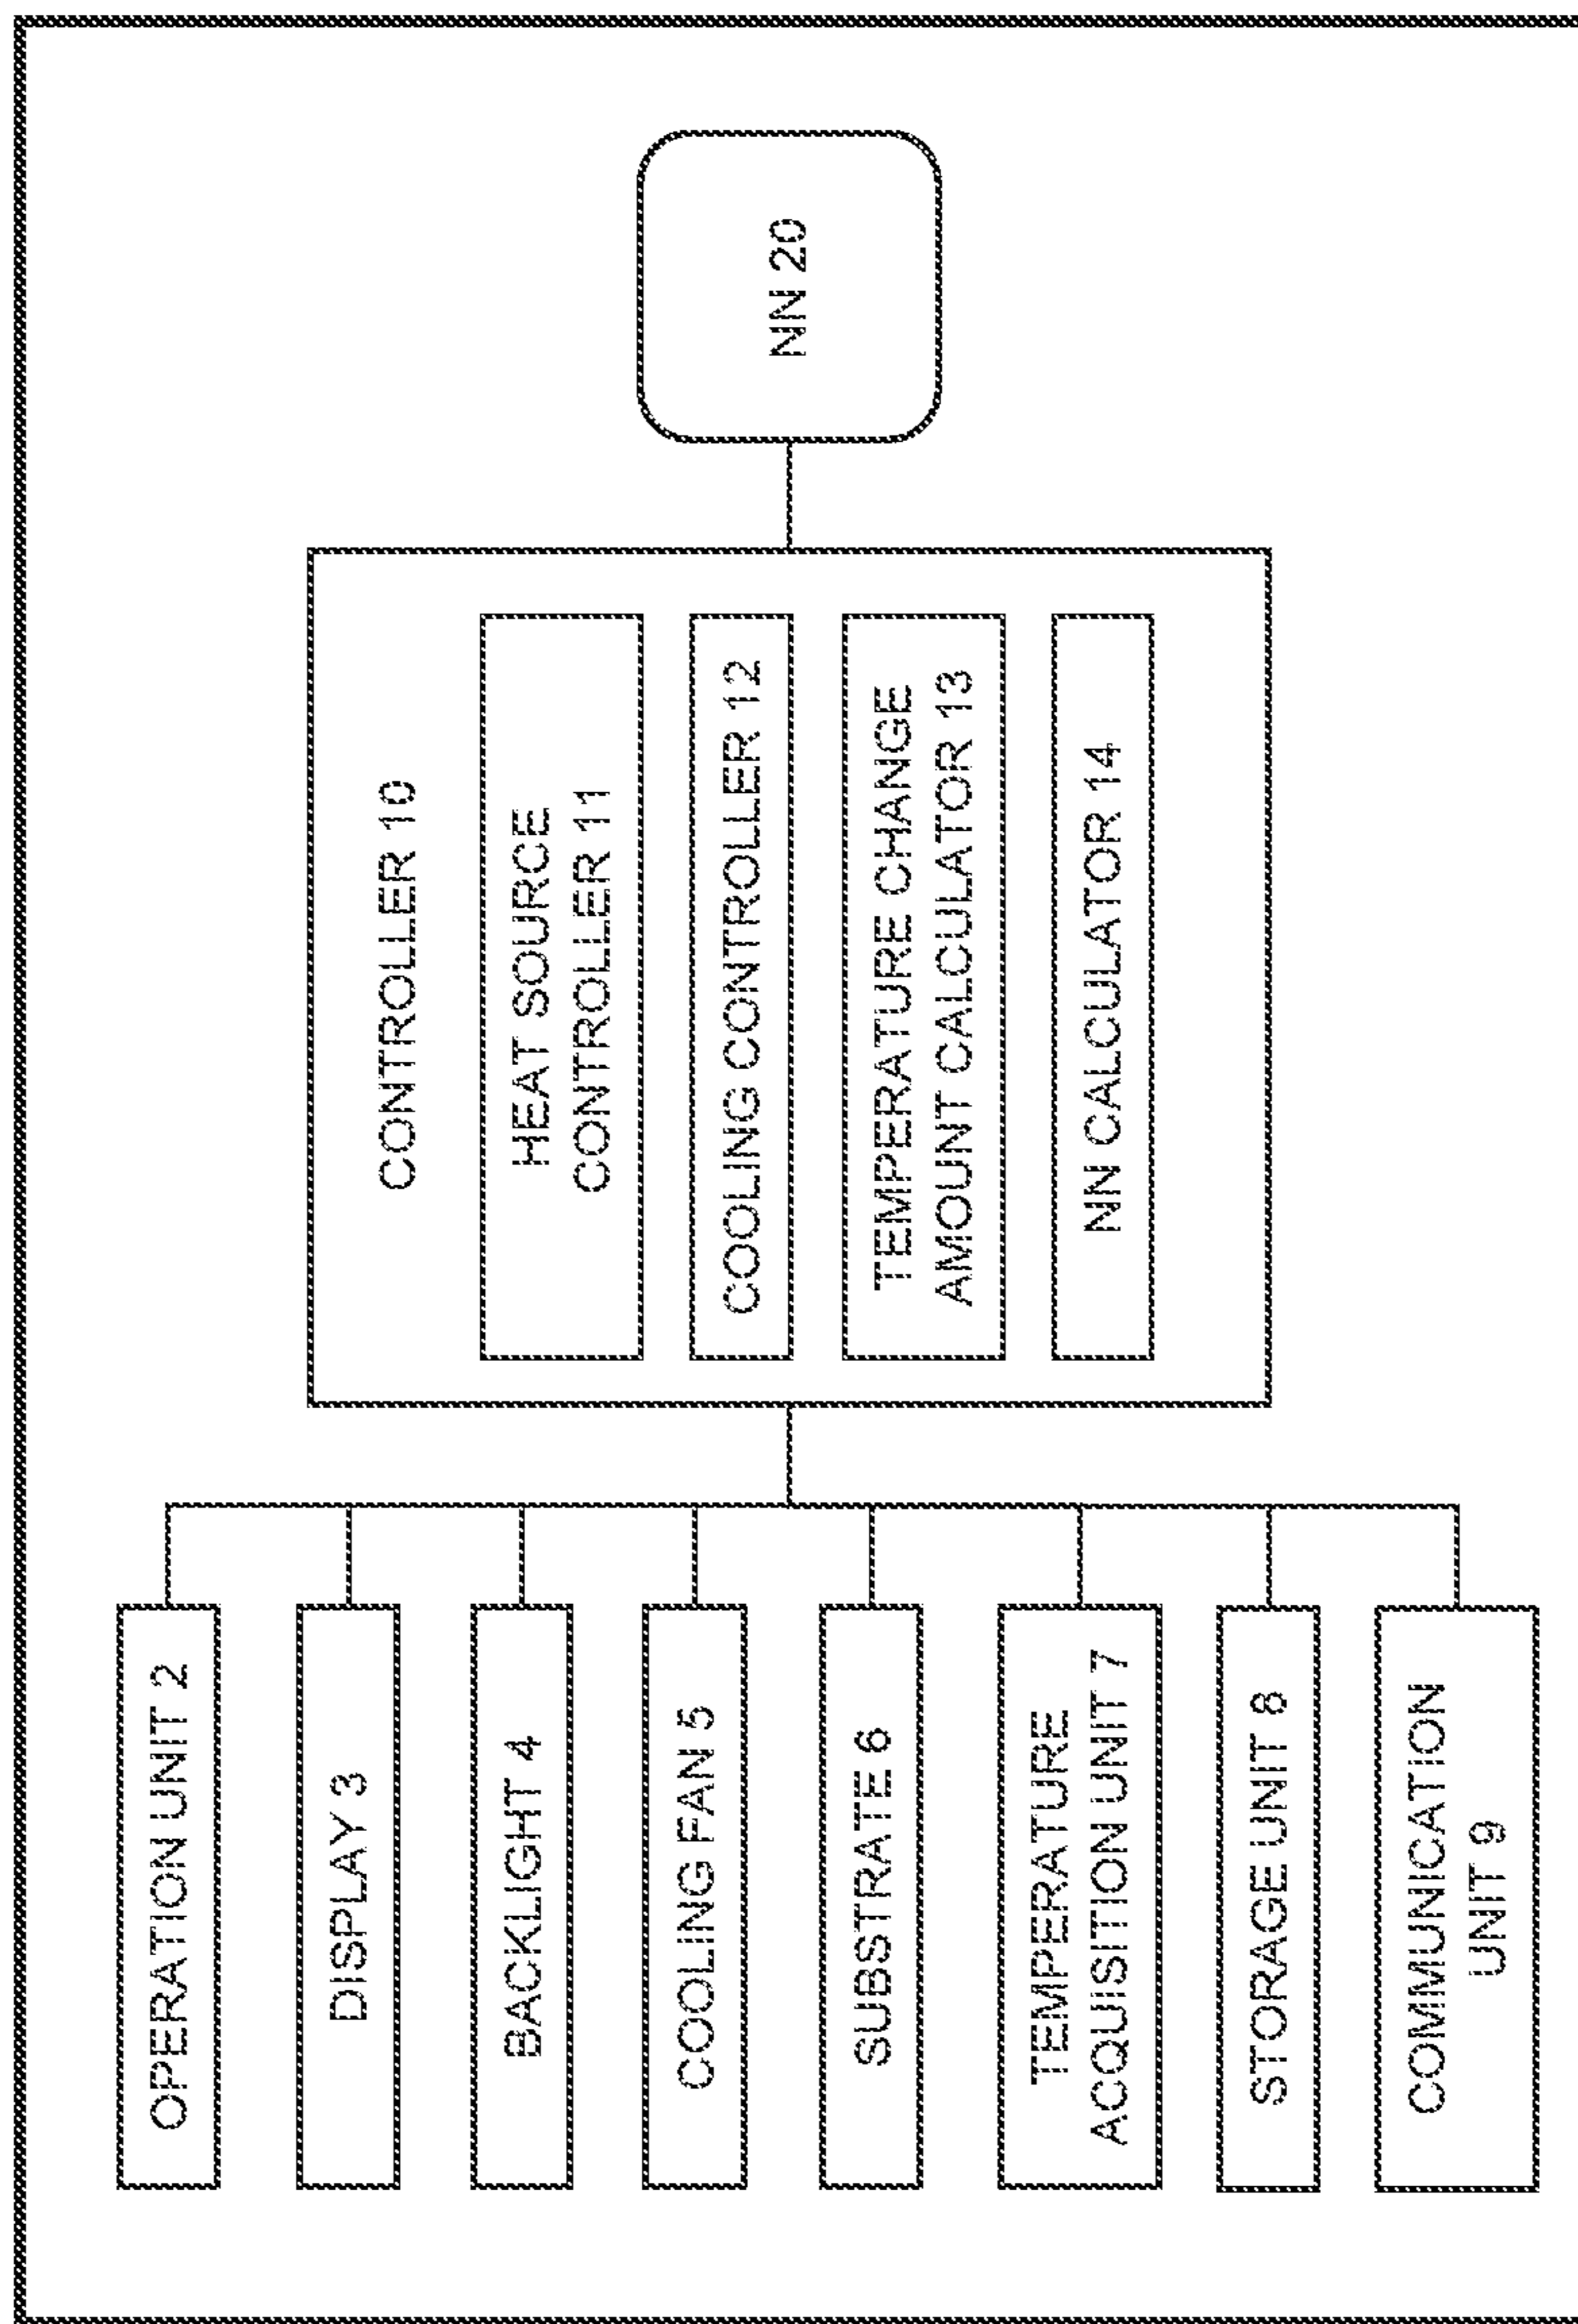 OPERATION UNIT 2
DISPLAY 3
BACKLIGHT 4
COOLING FAN 5
SUBSTRATE 6
TEMPERATURE
ACQUISITION UNIT 7
STORAGE UNIT 8
COMMUNICATION
UNIT 9
CONTROLLER 10
HEAT SOURCE
CONTROLLER 11
COOLING CONTROLLER 12
TEMPERATURE CHANGE
AMOUNT CALCULATOR 13
NN CALCULATOR 14
NN 20